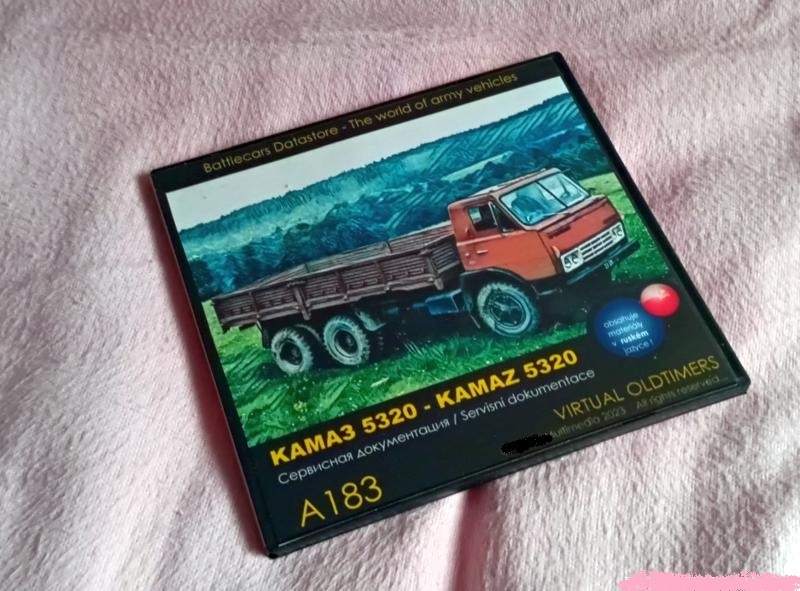 Battlecars Datastore - The world of army vehicles
obsahuje
materiály
v ruském
jazyce !
КАМАЗ 5320 - KAMAZ 5320
Сервисная документация / Servisní dokumentace
VIRTUAL OLDTIMERS
multimedia 2023 All rights reserved
A183